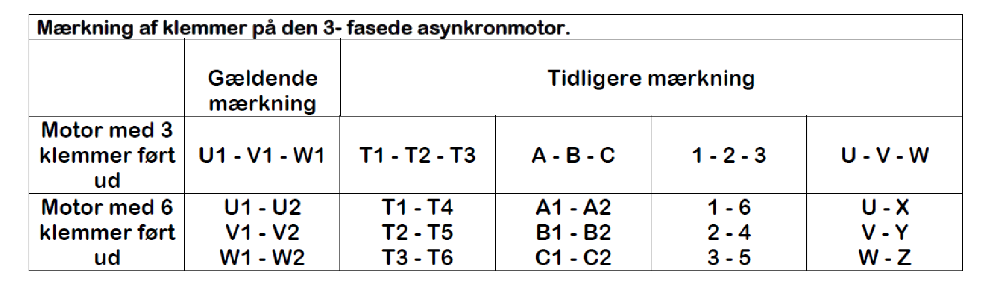 Mærkning af klemmer på den 3- fasede asynkronmotor.
Gældende
mærkning
Tidligere mærkning
Motor med 3
klemmer ført
ud
U1 - V1 - W1
T1 - T2 - T3
A - B - C
1 - 2 - 3
U - V - W
Motor med 6
klemmer ført
ud
U1 - U2
V1 - V2
W1 - W2
T1 - T4
T2 - T5
T3 - T6
A1 - A2
B1 - B2
C1 - C2
1 - 6
2 - 4
3 - 5
U - X
V - Y
W - Z